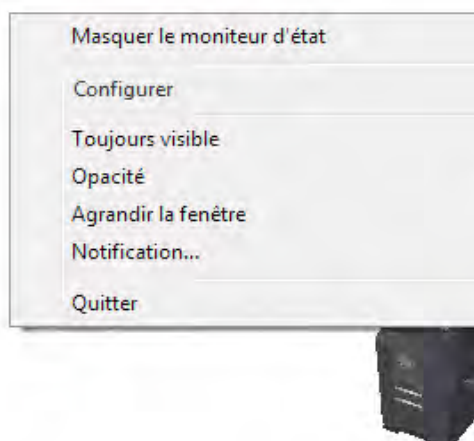 Masquer le moniteur d'état
Configurer
Toujours visible
Opacité
Agrandir la fenêtre
Notification...
Quitter